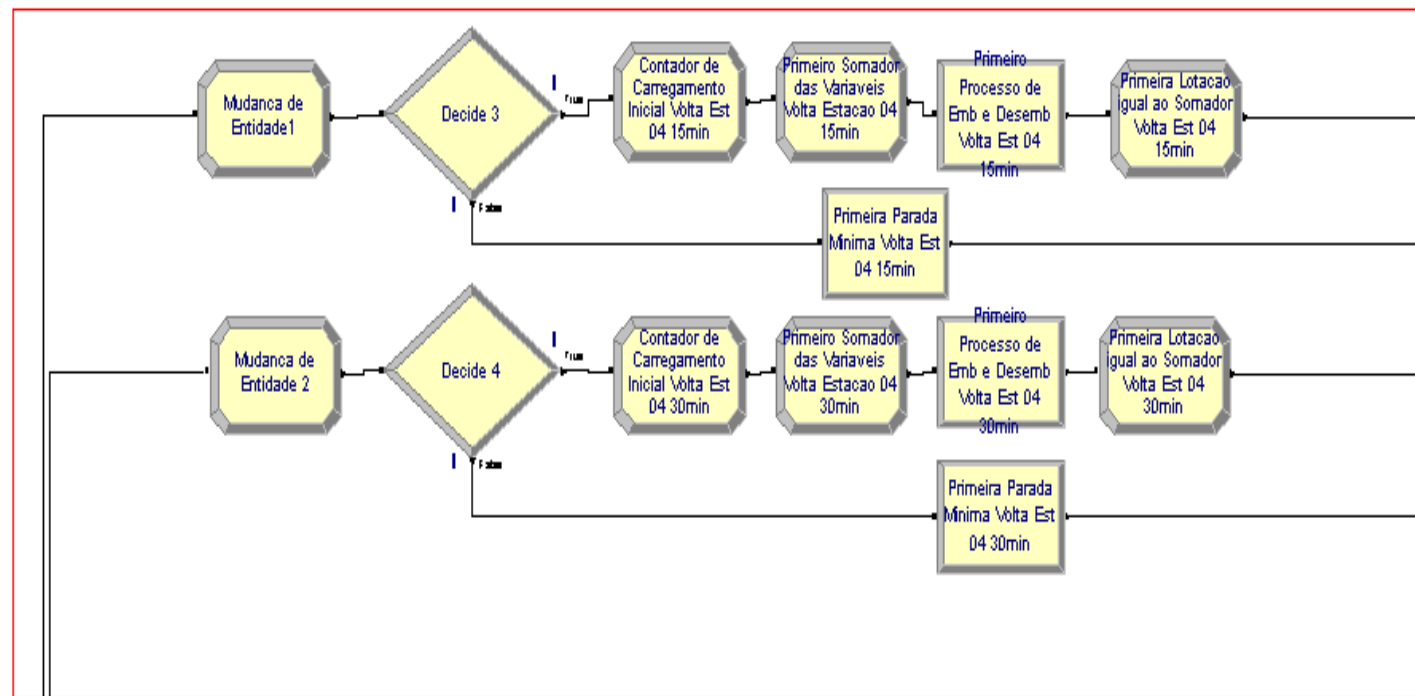 Mudanca de
Entidade1
Decide 3
True
False
Contador de
Carregamento
Inicial Volta Est
04 15min
Primeiro Somador
das Variaveis
Volta Estacao 04
15min
Primeiro
Processo de
Emb e Desemb
Volta Est 04
15min
Primeira Lotacao
igual ao Somador
Volta Est 04
15min
Primeira Parada
Minima Volta Est
04 15min
Mudanca de
Entidade 2
Decide 4
True
False
Contador de
Carregamento
Inicial Volta Est
04 30min
Primeiro Somador
das Variaveis
Volta Estacao 04
30min
Primeiro
Processo de
Emb e Desemb
Volta Est 04
30min
Primeira Lotacao
igual ao Somador
Volta Est 04
30min
Primeira Parada
Minima Volta Est
04 30min